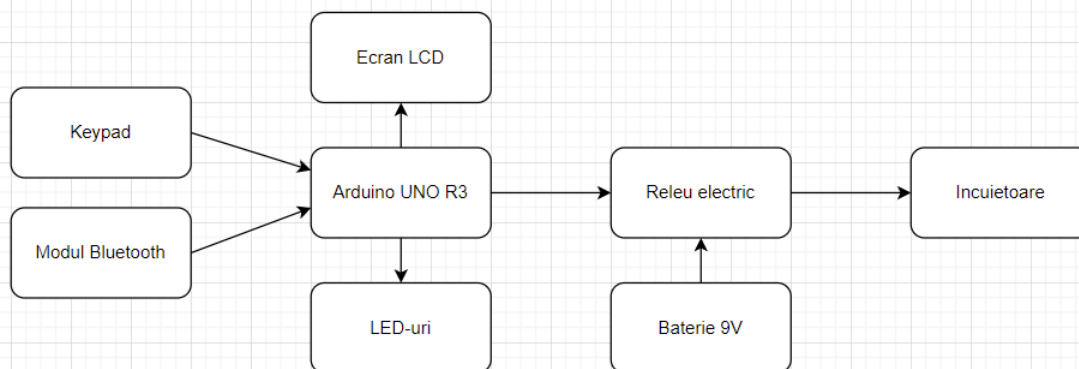 Ecran LCD
Keypad
Arduino UNO R3
Releu electric
Incuietoare
Modul Bluetooth
LED-uri
Baterie 9V